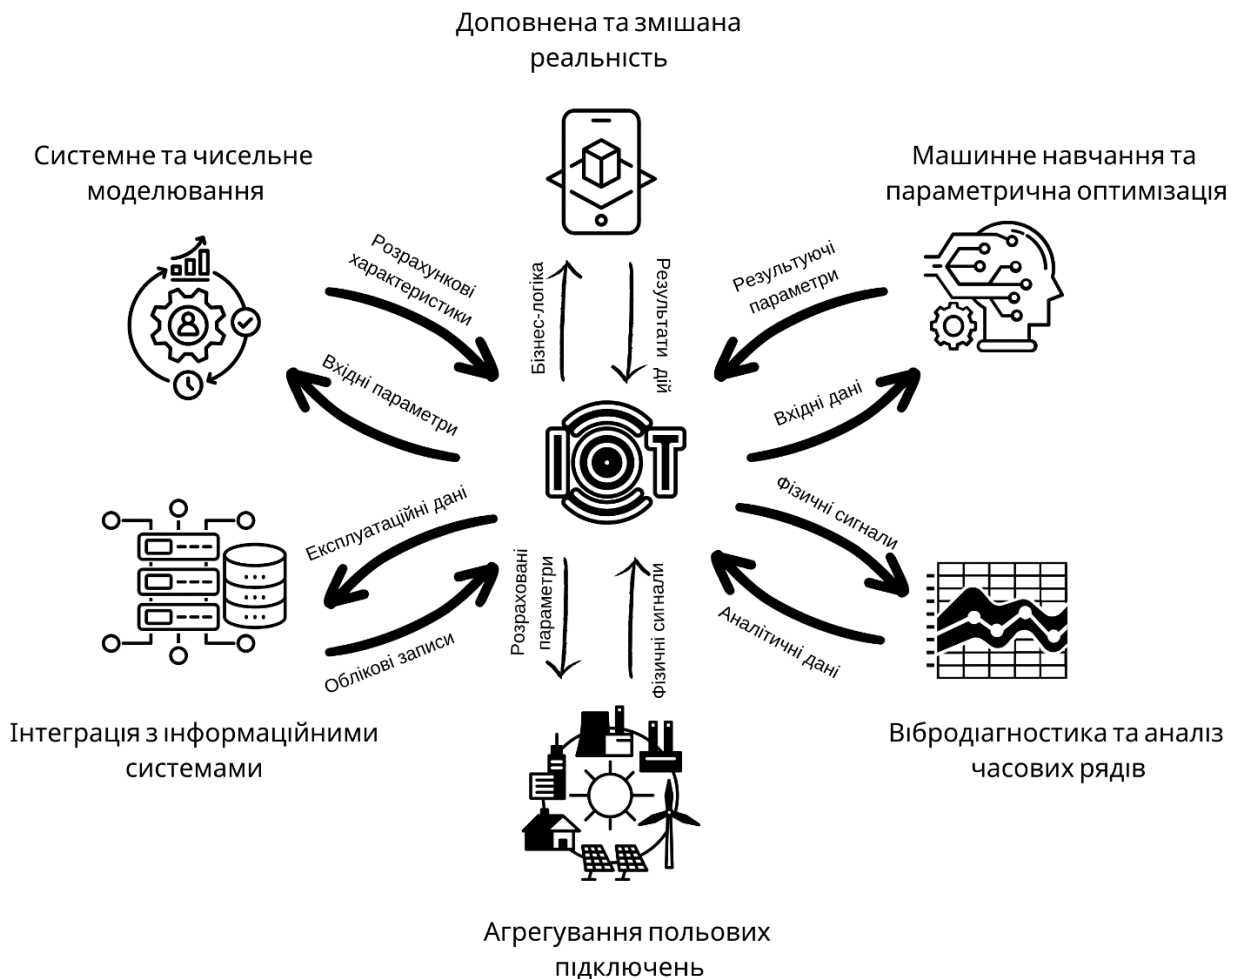 Доповнена та змішана
реальність
Системне та чисельне
моделювання
Машинне навчання та
параметрична оптимізація
Розрахункові
характеристики
Бізнес-логіка
Результати дій
Результуючі
параметри
Вхідні параметри
Вхідні дані
IOT
Експлуатаційні дані
Фізичні сигнали
Розраховані
параметри
Фізичні сигнали
Облікові записи
Аналітичні дані
Інтеграція з інформаційними
системами
Вібродіагностика та аналіз
часових рядів
Агрегування польових
підключень